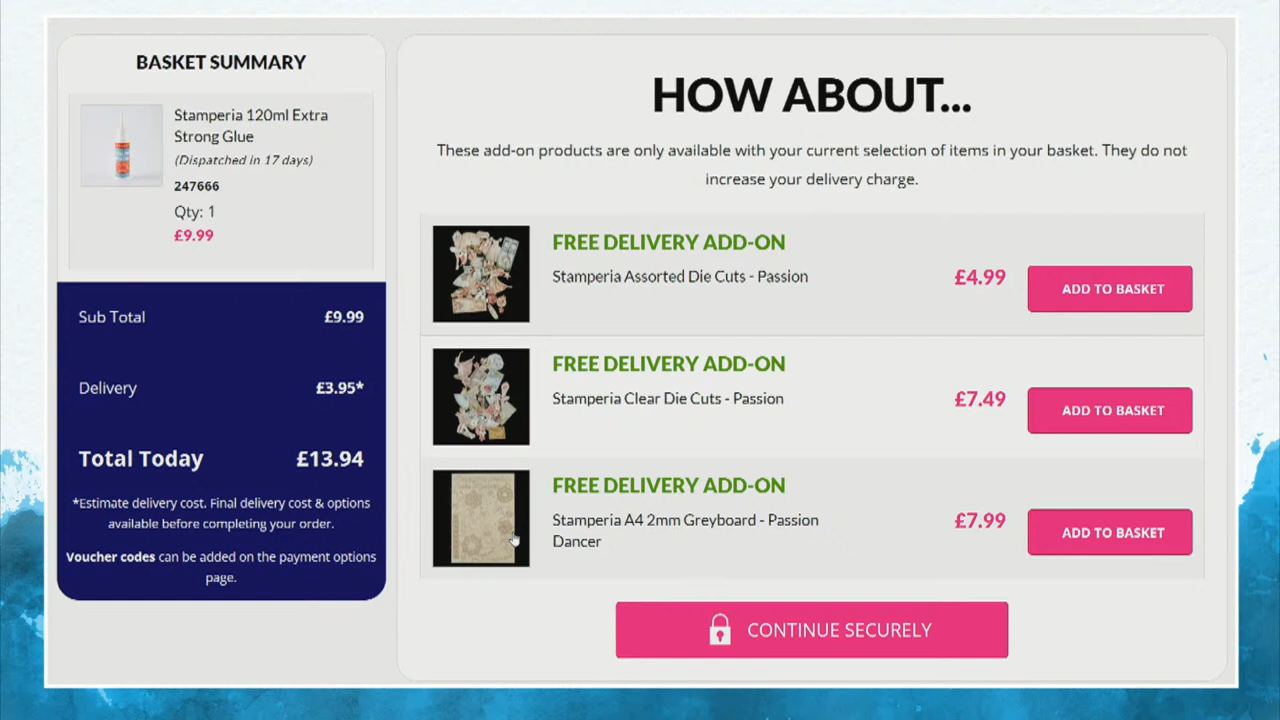 BASKET SUMMARY
Stamperia 120ml Extra
Strong Glue
(Dispatched in 17 days)
247666
Qty: 1
£9.99
Sub Total £9.99
Delivery £3.95*
Total Today £13.94
*Estimate delivery cost. Final delivery cost & options
available before completing your order.
Voucher codes can be added on the payment options
page.
HOW ABOUT...
These add-on products are only available with your current selection of items in your basket. They do not
increase your delivery charge.
FREE DELIVERY ADD-ON
Stamperia Assorted Die Cuts - Passion
£4.99
ADD TO BASKET
FREE DELIVERY ADD-ON
Stamperia Clear Die Cuts - Passion
£7.49
ADD TO BASKET
FREE DELIVERY ADD-ON
Stamperia A4 2mm Greyboard - Passion
Dancer
£7.99
ADD TO BASKET
CONTINUE SECURELY